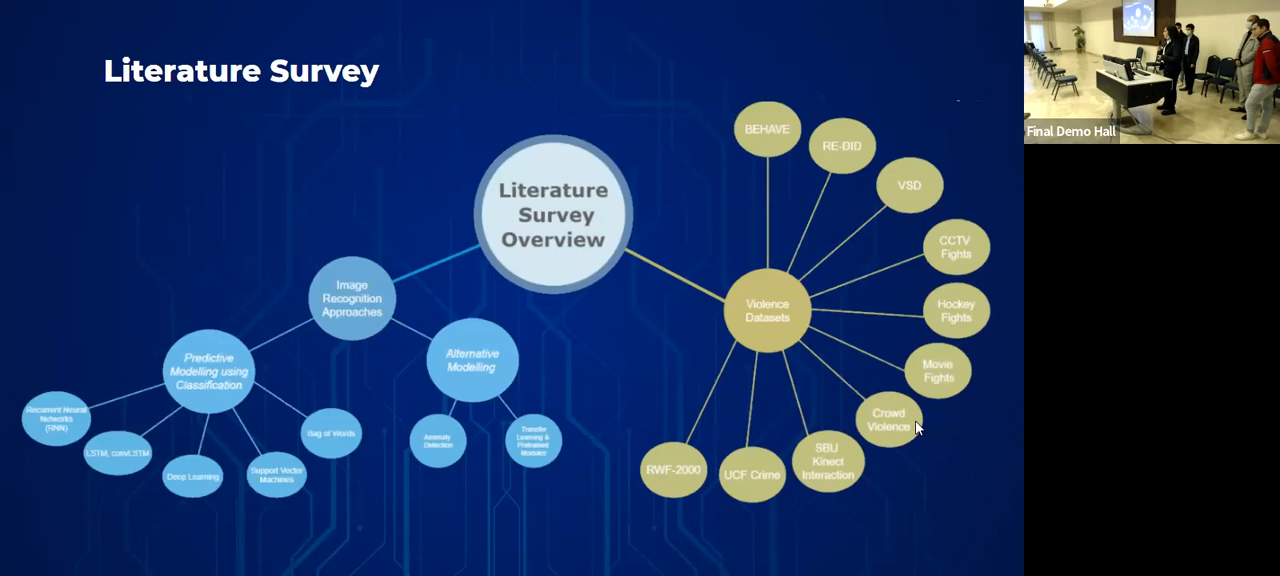 Literature Survey
Final Demo Hall
Literature
Survey
Overview
Image
Recognition
Approaches
Predictive
Modelling using
Classification
Recurrent Neural
Networks
(RNN)
LSTM, convLSTM
Deep Learning
Support Vector
Machines
Bag of Words
Alternative
Modelling
Anomaly
Detection
Transfer
Learning &
Pretrained
Modules
Violence
Datasets
BEHAVE
RE-DID
VSD
CCTV
Fights
Hockey
Fights
Movie
Fights
Crowd
Violence
SBU
Kinect
Interaction
UCF Crime
RWF-2000